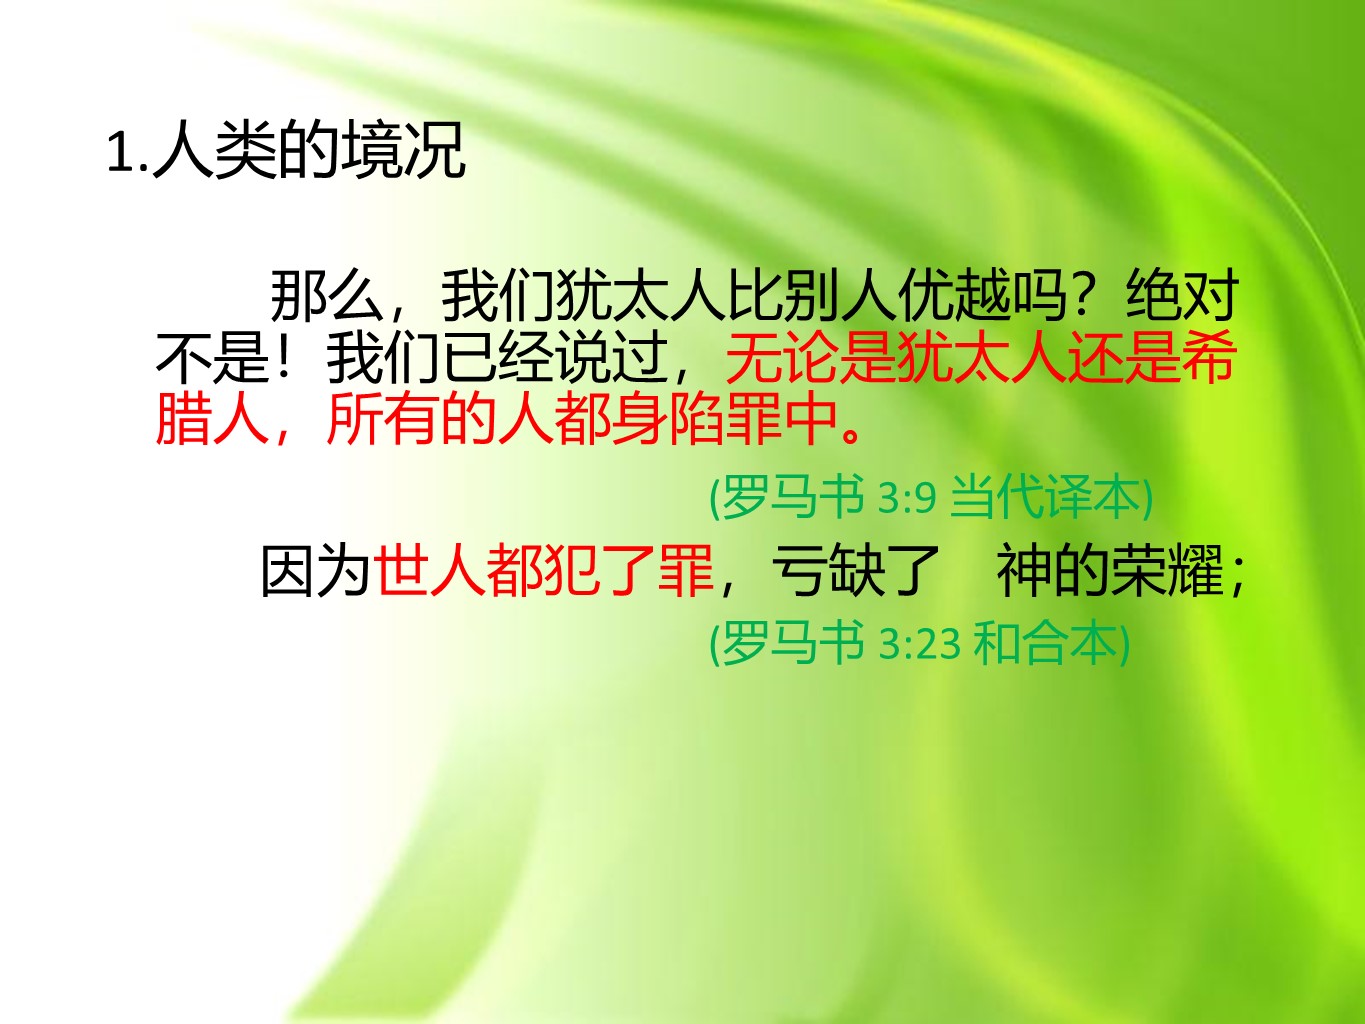 1.人类的境况
那么，我们犹太人比别人优越吗？绝对
不是！我们已经说过，无论是犹太人还是希
腊人，所有的人都身陷罪中。
(罗马书 3:9 当代译本)
因为世人都犯了罪，亏缺了　神的荣耀；
(罗马书 3:23 和合本)